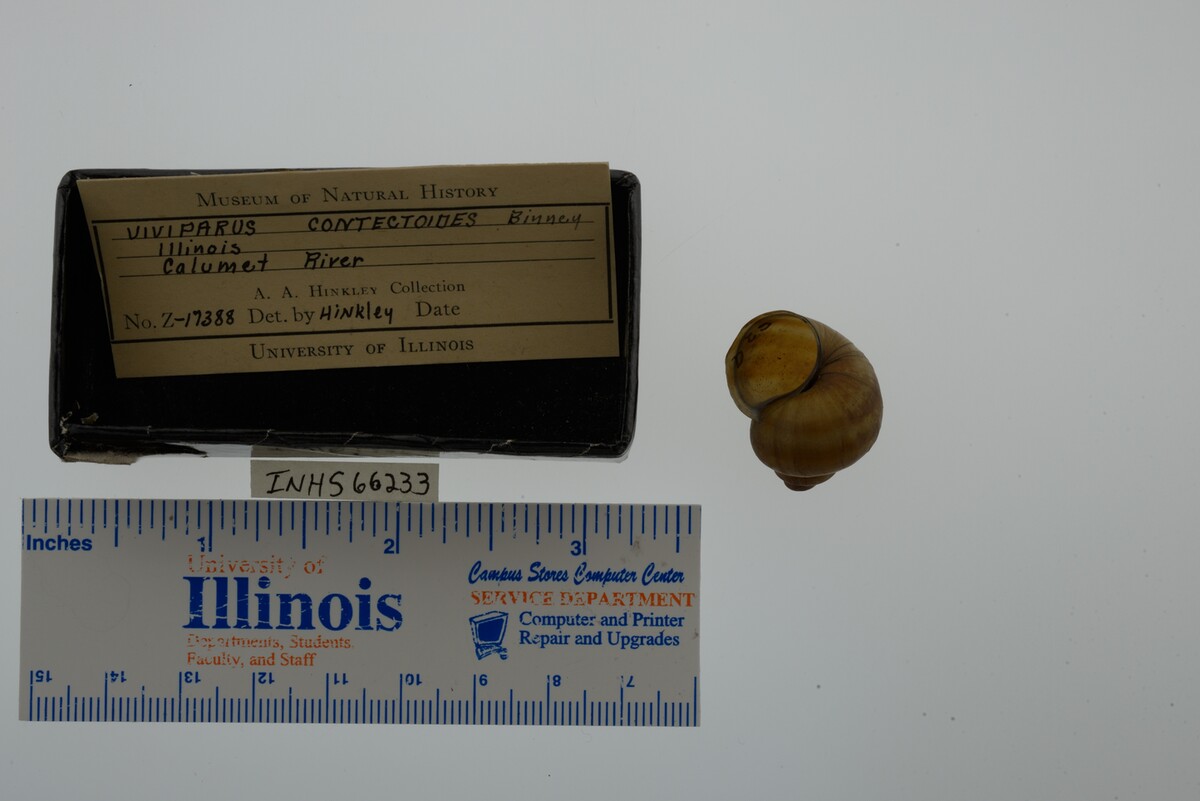 MUSEUM OF NATURAL HISTORY
VIVIPARUS CONTECTOIDES Binney
Illinois
Calumet River
A. A. HINKLEY Collection
No. Z-17388 Det. by Hinkley Date
UNIVERSITY OF ILLINOIS
INHS 66233
Inches 1 2 3
University of
Illinois
Departments, Students,
Faculty, and Staff
Campus Stores Computer Center
SERVICE DEPARTMENT
Computer and Printer
Repair and Upgrades
15 14 13 12 11 10 9 8 7